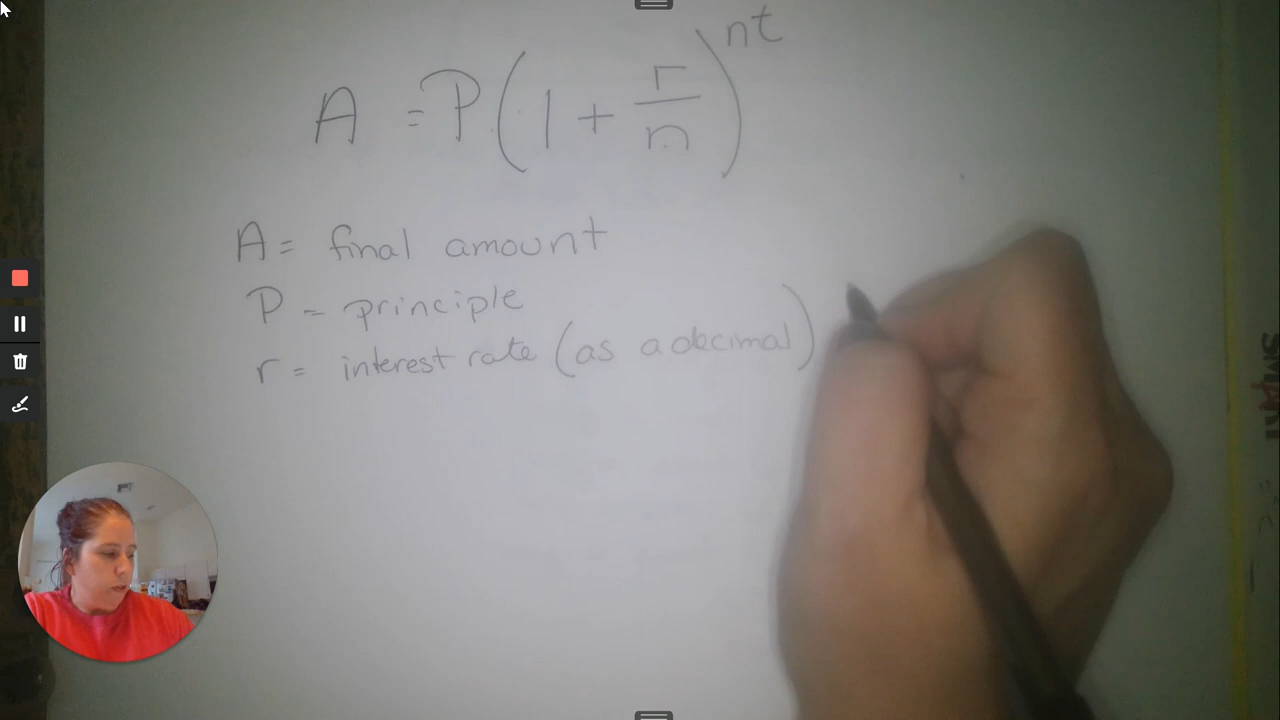 A = P(1 + r/n)^nt
A = final amount
P = principle
r = interest rate (as a decimal)